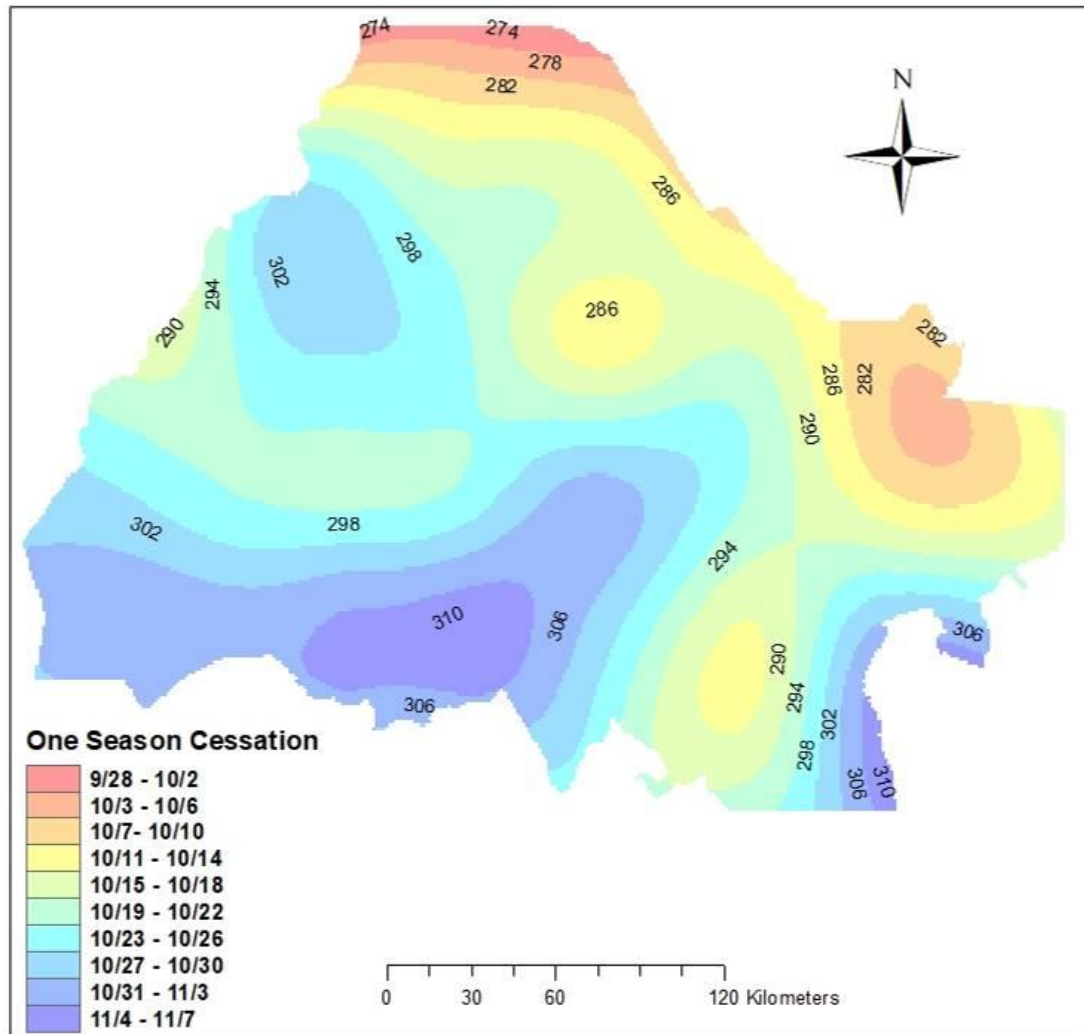 274
274
278
282
N
286
298
302
294
286
290
282
286
282
290
302
298
294
310
306
306
290
294
306
302
298
306
310
One Season Cessation
9/28 - 10/2
10/3 - 10/6
10/7- 10/10
10/11 - 10/14
10/15 - 10/18
10/19 - 10/22
10/23 - 10/26
10/27 - 10/30
10/31 - 11/3
11/4 - 11/7
0 30 60 120 Kilometers